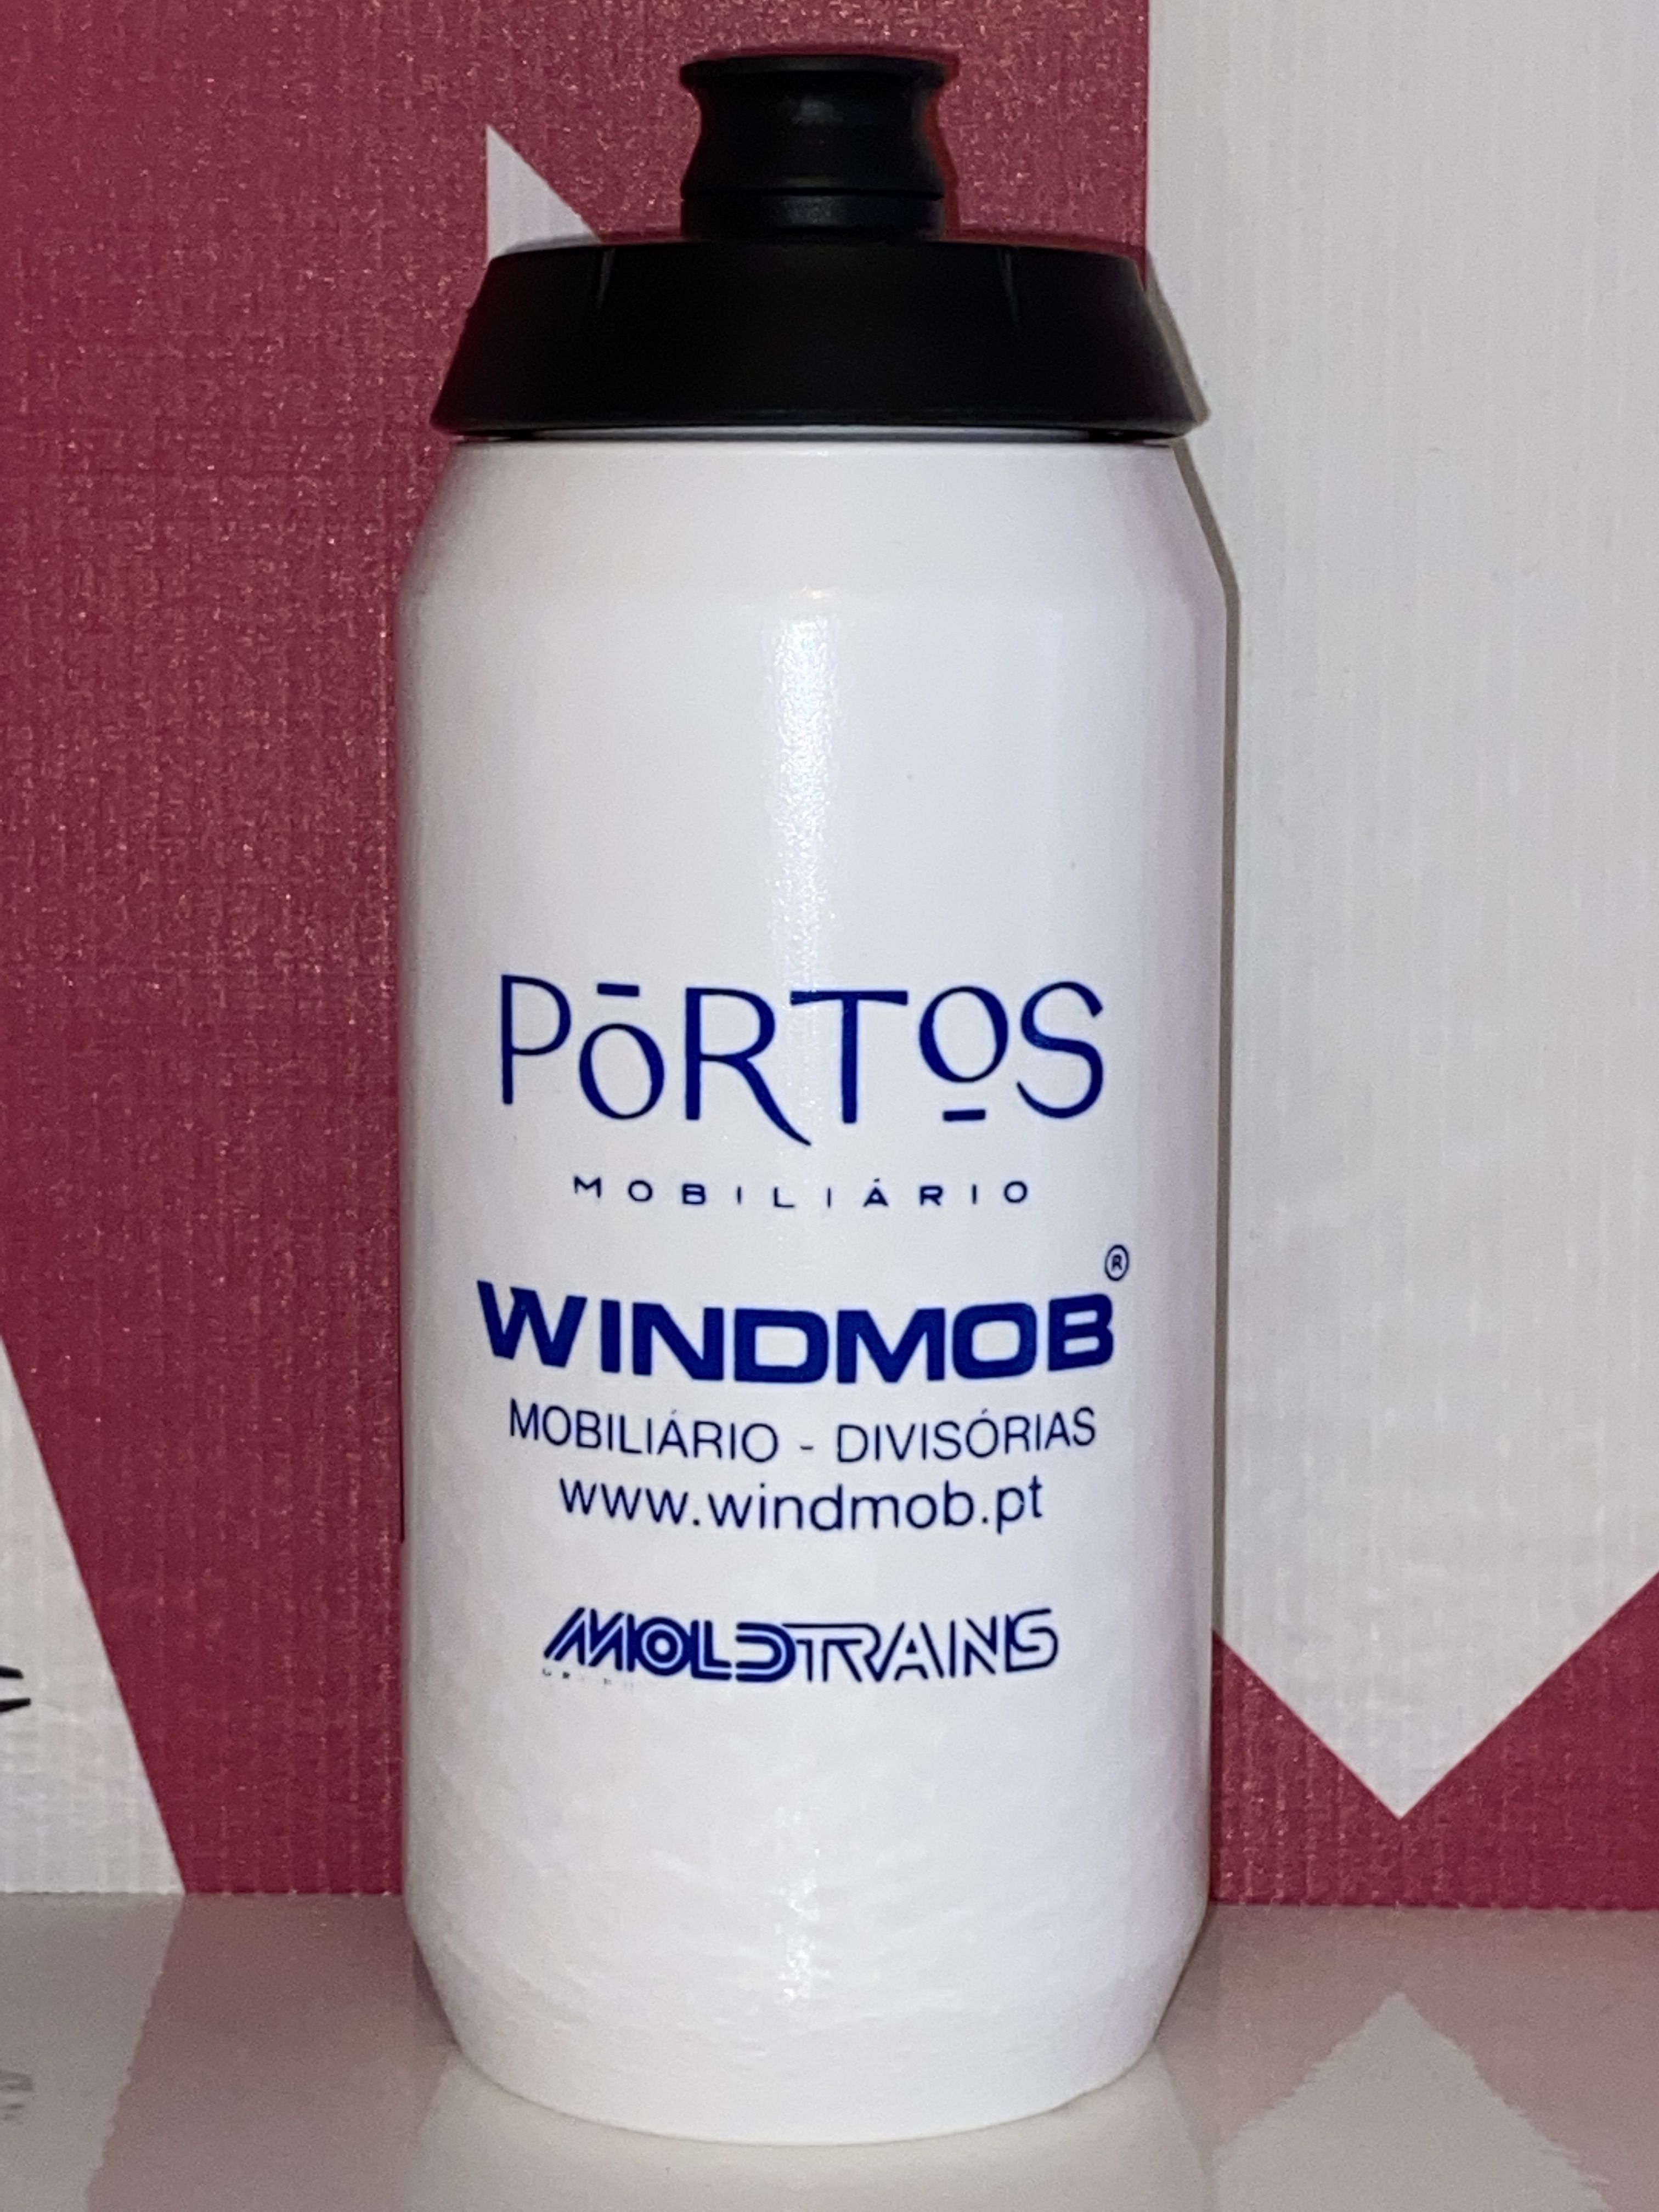 PōRTOS
MOBILIÁRIO
WINDMOB®
MOBILIÁRIO - DIVISÓRIAS
www.windmob.pt
MOLDTRANS